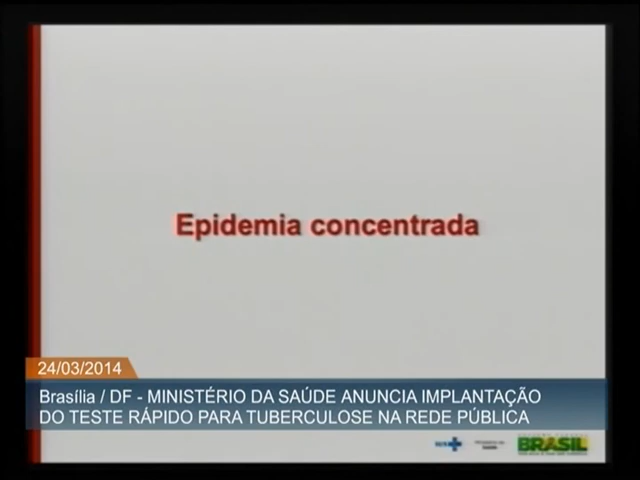 Epidemia concentrada
24/03/2014
Brasília / DF - MINISTÉRIO DA SAÚDE ANUNCIA IMPLANTAÇÃO
DO TESTE RÁPIDO PARA TUBERCULOSE NA REDE PÚBLICA
SUS
BRASIL